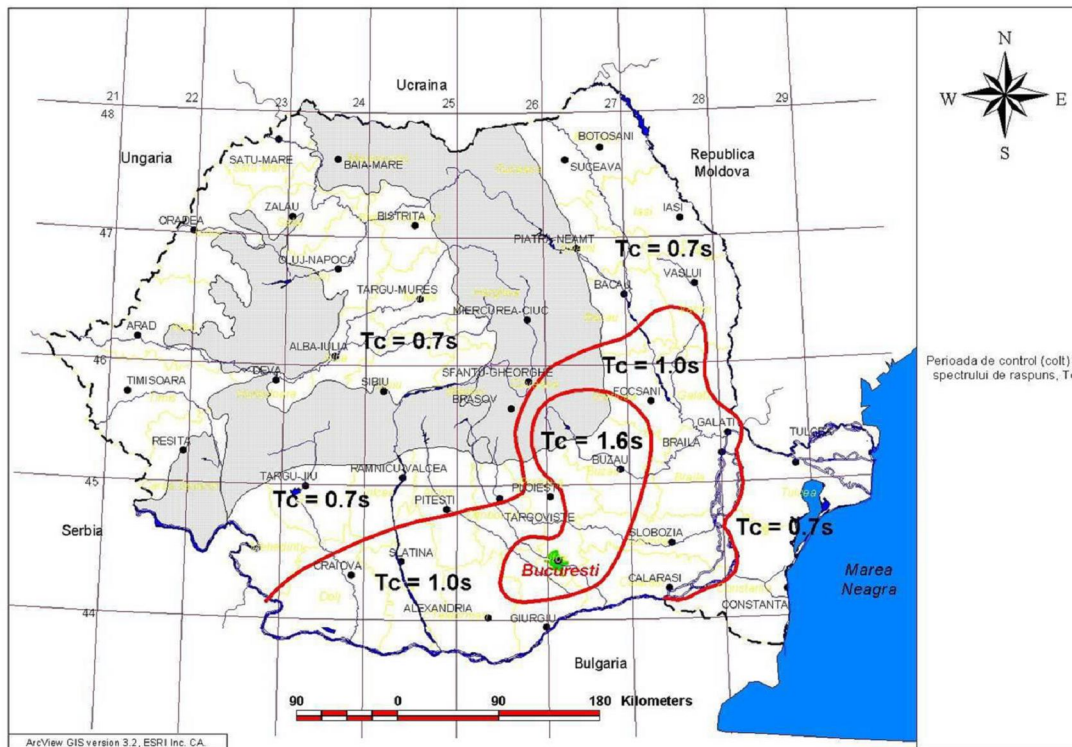 N
W E
S
Ucraina
21 22 23 24 25 26 27 28 29
48
BOTOSANI
Ungaria
SATU-MARE
BAIA-MARE
SUCEAVA
Republica
Moldova
ZALAU
BISTRITA
IASI
ORADEA
47
PIATRA-NEAMT
Tc = 0.7s
CLUJ-NAPOCA
VASLUI
TARGU-MURES
BACAU
MIERCUREA-CIUC
ARAD
Tc = 0.7s
ALBA-IULIA
46
Tc = 1.0s
Perioada de control (colt)
spectrului de raspuns, T
DEVA
SIBIU
SFANTU-GHEORGHE
TIMISOARA
BRASOV
FOCSANI
GALATI
TULCEA
RESITA
Tc = 1.6s
BRAILA
BUZAU
RAMNICU-VALCEA
TARGU-JIU
45
Tc = 0.7s
PITESTI
PLOIESTI
TARGOVISTE
Tc = 0.7s
Serbia
SLOBOZIA
SLATINA
Bucuresti
CRAIOVA
Tc = 1.0s
CALARASI
Marea
Neagra
44
ALEXANDRIA
GIURGIU
CONSTANTA
Bulgaria
90 0 90 180 Kilometers
ArcView GIS version 3.2, ESRI Inc. CA.